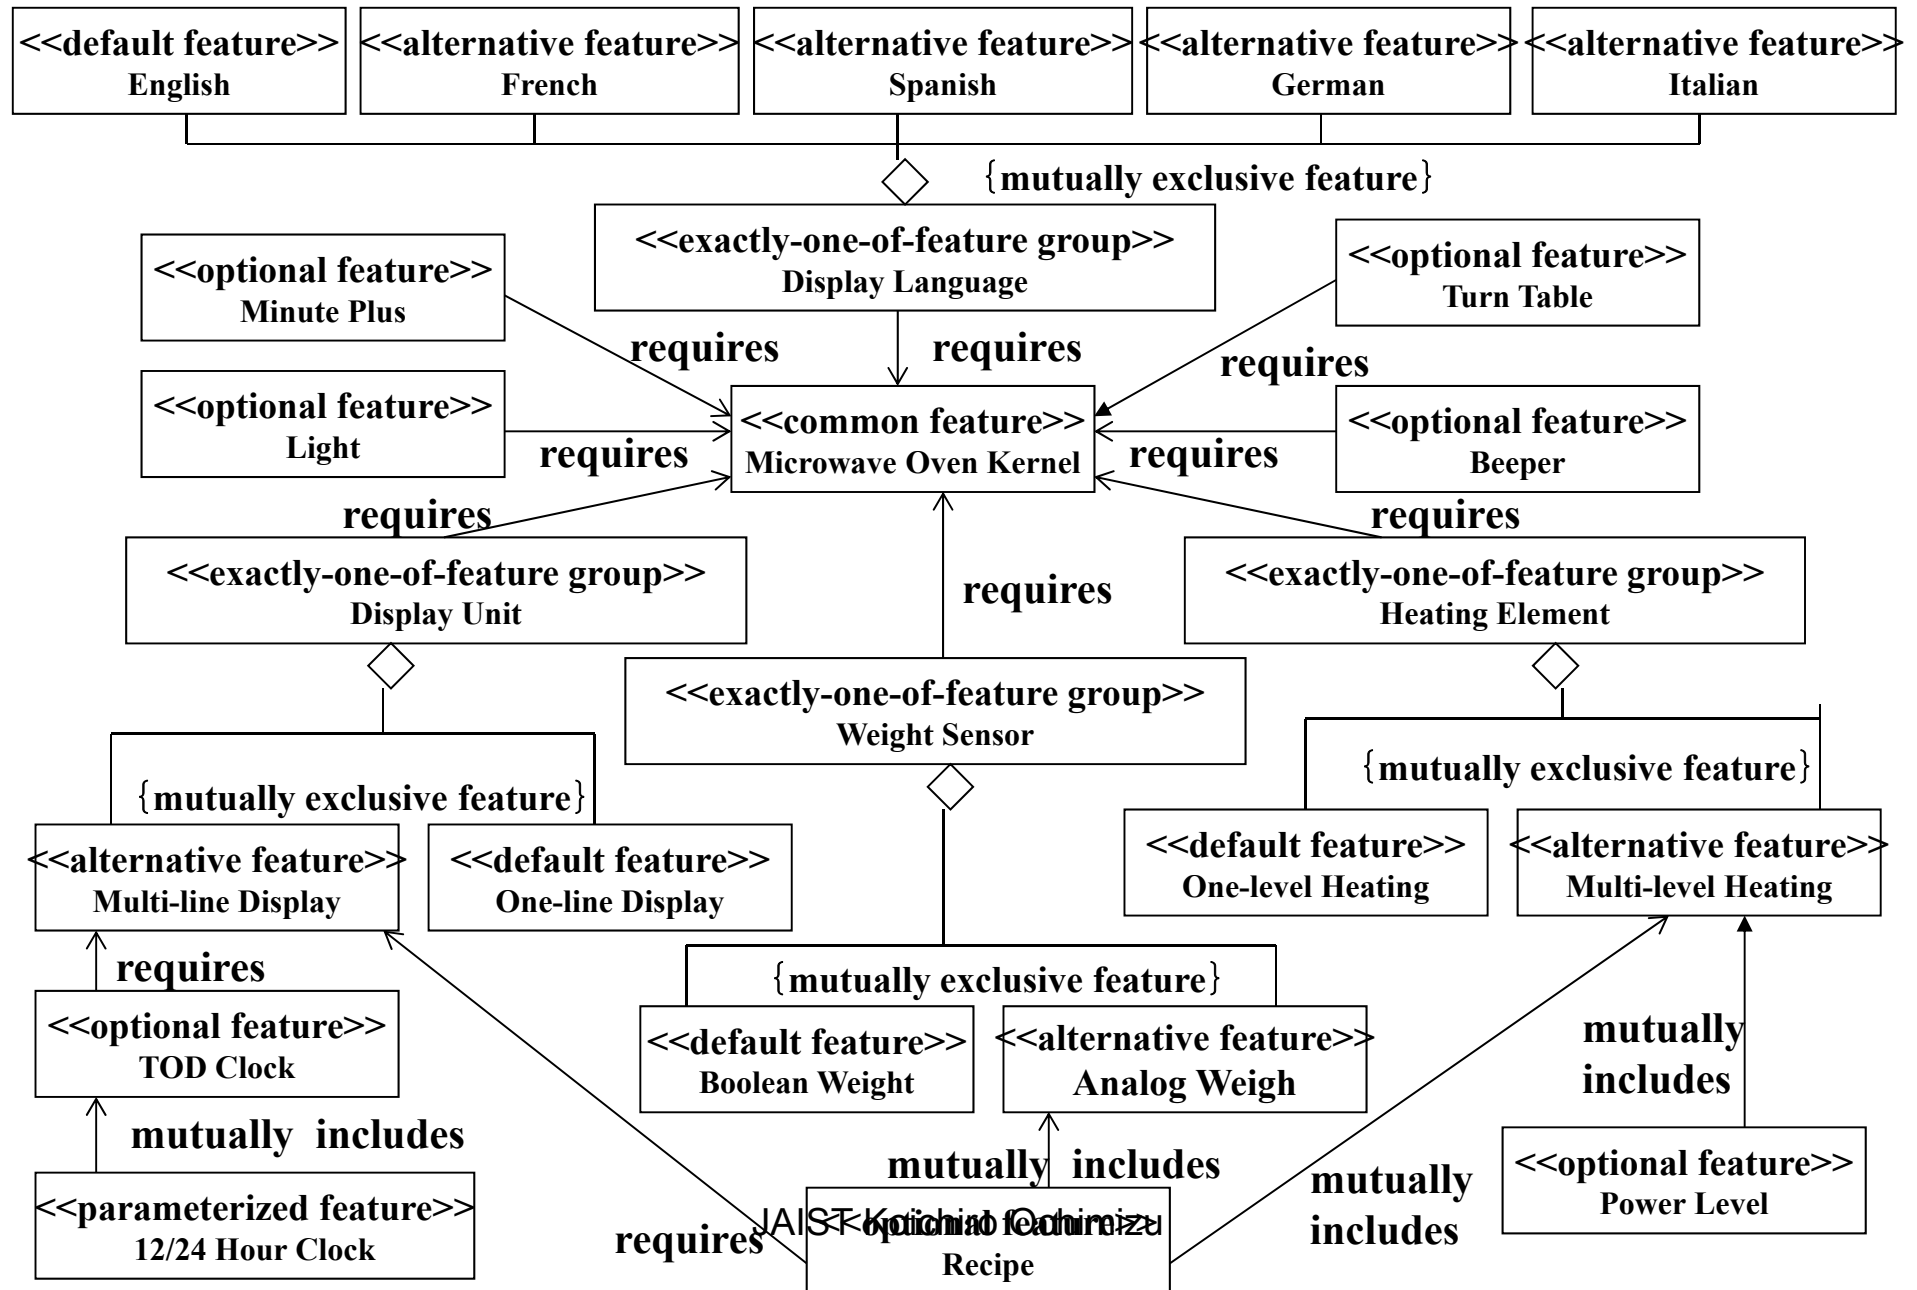 <<default feature>>
English
<<alternative feature>>
French
<<alternative feature>>
Spanish
<<alternative feature>>
German
<<alternative feature>>
Italian
{mutually exclusive feature}
<<exactly-one-of-feature group>>
Display Language
<<optional feature>>
Minute Plus
<<optional feature>>
Turn Table
requires
requires
requires
<<optional feature>>
Light
requires
<<common feature>>
Microwave Oven Kernel
requires
<<optional feature>>
Beeper
requires
requires
<<exactly-one-of-feature group>>
Display Unit
requires
<<exactly-one-of-feature group>>
Heating Element
<<exactly-one-of-feature group>>
Weight Sensor
{mutually exclusive feature}
{mutually exclusive feature}
<<alternative feature>>
Multi-line Display
<<default feature>>
One-line Display
<<default feature>>
One-level Heating
<<alternative feature>>
Multi-level Heating
requires
{mutually exclusive feature}
<<optional feature>>
TOD Clock
<<default feature>>
Boolean Weight
<<alternative feature>>
Analog Weigh
mutually
includes
mutually includes
mutually includes
<<parameterized feature>>
12/24 Hour Clock
requires
<<optional feature>>
Recipe
JAIST Koichiro Ochimizu
mutually
includes
<<optional feature>>
Power Level